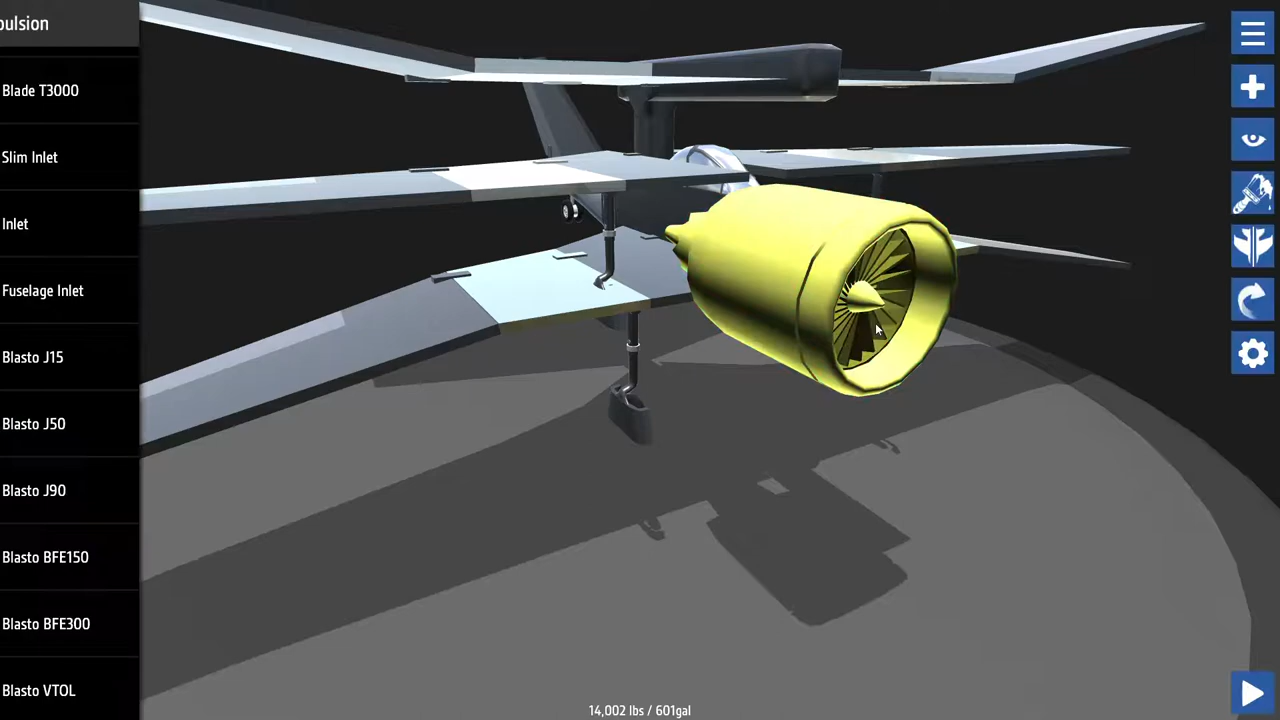 pulsion
Blade T3000
Slim Inlet
Inlet
Fuselage Inlet
Blasto J15
Blasto J50
Blasto J90
Blasto BFE150
Blasto BFE300
Blasto VTOL
14,002 lbs / 601gal